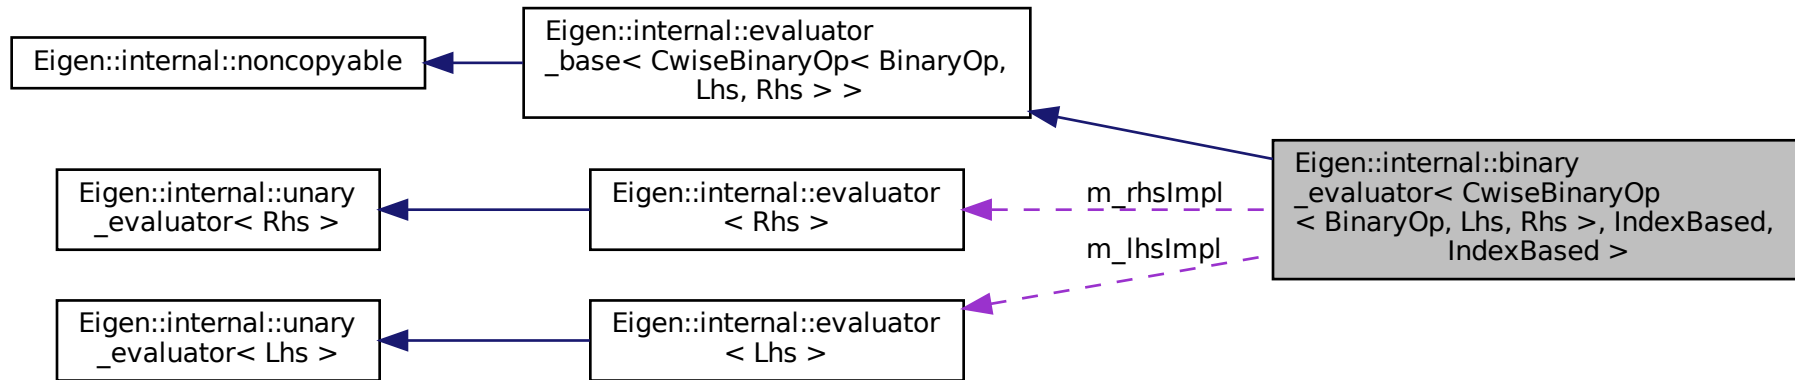 Eigen::internal::noncopyable
Eigen::internal::evaluator
_base< CwiseBinaryOp< BinaryOp,
Lhs, Rhs > >
Eigen::internal::binary
_evaluator< CwiseBinaryOp
< BinaryOp, Lhs, Rhs >, IndexBased,
IndexBased >
Eigen::internal::unary
_evaluator< Rhs >
Eigen::internal::evaluator
< Rhs >
m_rhsImpl
m_lhsImpl
Eigen::internal::unary
_evaluator< Lhs >
Eigen::internal::evaluator
< Lhs >